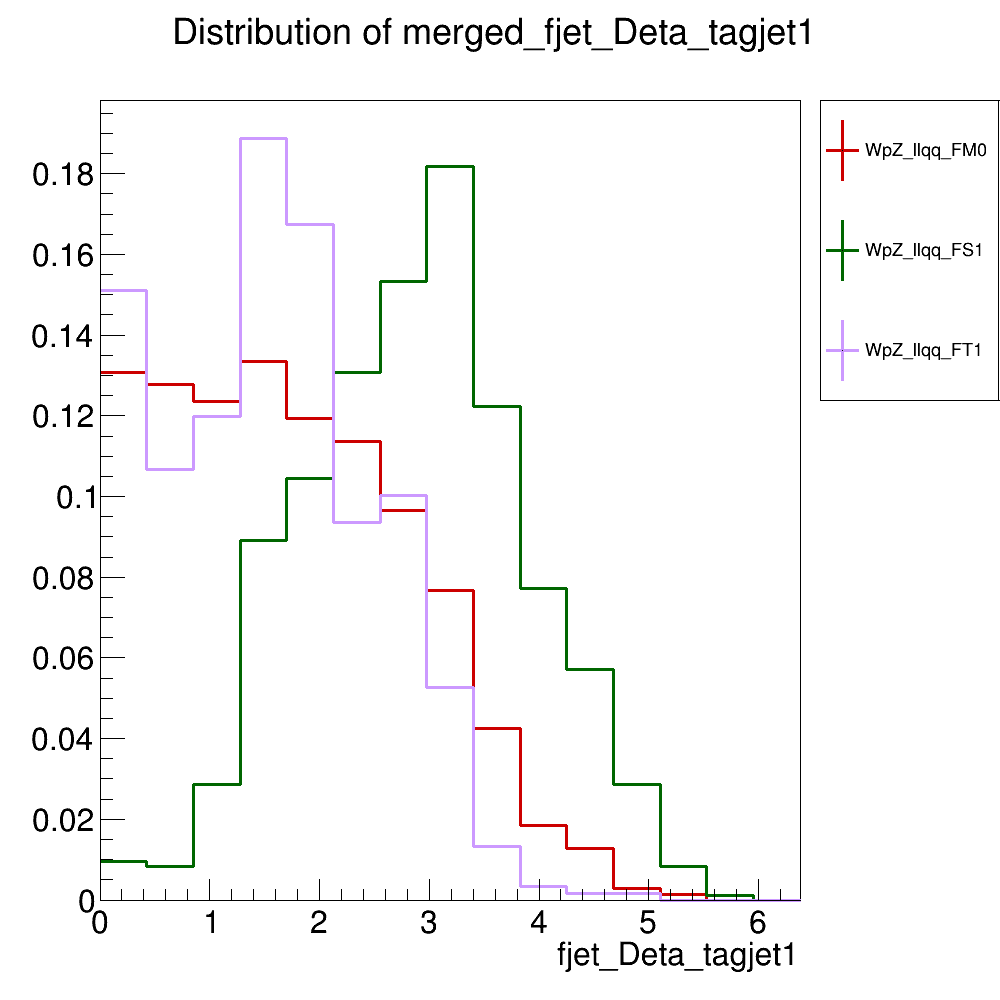 Distribution of merged_fjet_Deta_tagjet1
WpZ_llqq_FM0
WpZ_llqq_FS1
WpZ_llqq_FT1
0.18
0.16
0.14
0.12
0.1
0.08
0.06
0.04
0.02
0
0 1 2 3 4 5 6
fjet_Deta_tagjet1